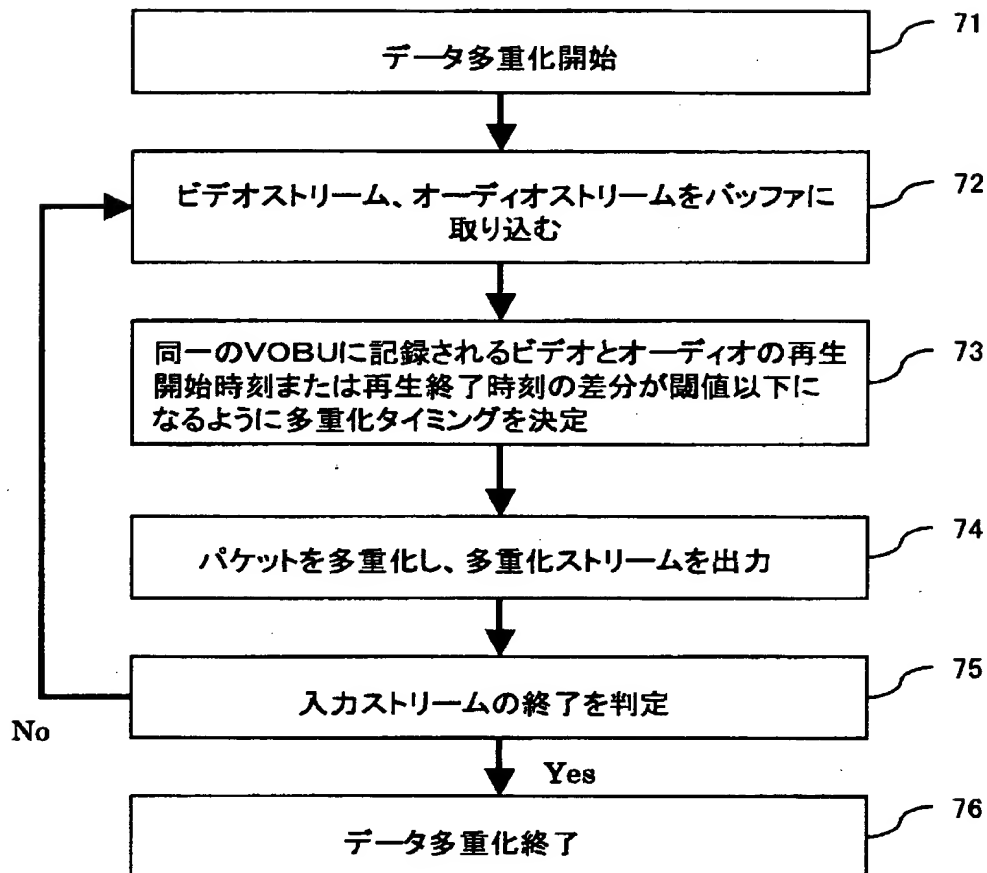 データ多重化開始
71
ビデオストリーム、オーディオストリームをバッファに
取り込む
72
同一のVOBUに記録されるビデオとオーディオの再生
開始時刻または再生終了時刻の差分が閾値以下に
なるように多重化タイミングを決定
73
パケットを多重化し、多重化ストリームを出力
74
入力ストリームの終了を判定
75
No
Yes
データ多重化終了
76